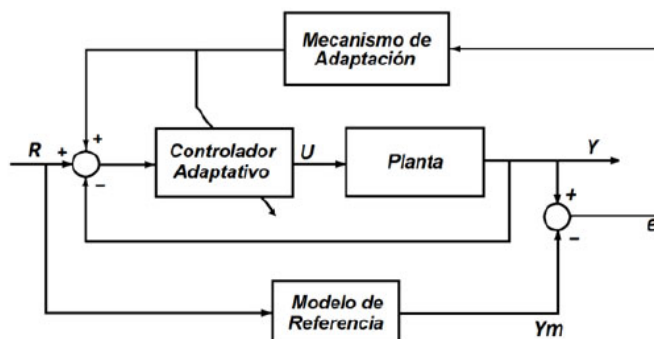 Mecanismo de
Adaptación
R
+
+
−
Controlador
Adaptativo
U
Planta
Y
+
−
e
Modelo de
Referencia
Ym